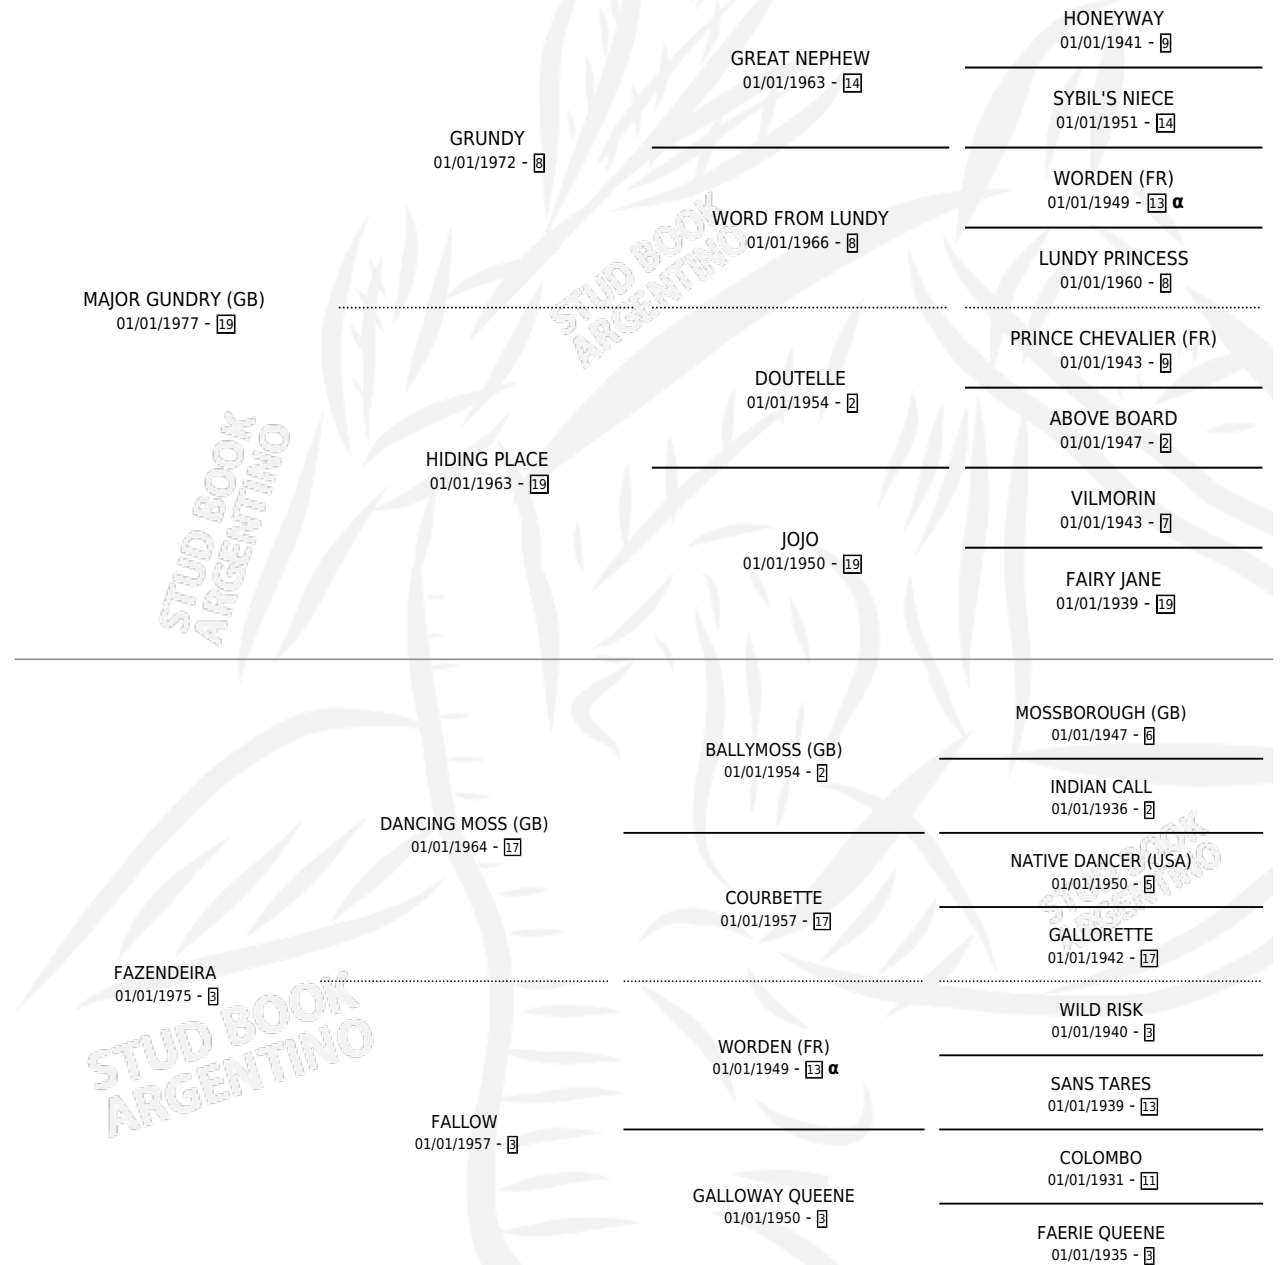 HONEYWAY
01/01/1941 - 9
GREAT NEPHEW
01/01/1963 - 14
SYBIL'S NIECE
01/01/1951 - 14
GRUNDY
01/01/1972 - 8
WORDEN (FR)
01/01/1949 - 13 α
WORD FROM LUNDY
01/01/1966 - 8
LUNDY PRINCESS
01/01/1960 - 8
MAJOR GUNDRY (GB)
01/01/1977 - 19
PRINCE CHEVALIER (FR)
01/01/1943 - 9
DOUTELLE
01/01/1954 - 2
ABOVE BOARD
01/01/1947 - 2
HIDING PLACE
01/01/1963 - 19
VILMORIN
01/01/1943 - 7
JOJO
01/01/1950 - 19
FAIRY JANE
01/01/1939 - 19
MOSSBOROUGH (GB)
01/01/1947 - 6
BALLYMOSS (GB)
01/01/1954 - 2
INDIAN CALL
01/01/1936 - 2
DANCING MOSS (GB)
01/01/1964 - 17
NATIVE DANCER (USA)
01/01/1950 - 5
COURBETTE
01/01/1957 - 17
GALLORETTE
01/01/1942 - 17
FAZENDEIRA
01/01/1975 - 3
WILD RISK
01/01/1940 - 3
WORDEN (FR)
01/01/1949 - 13 α
SANS TARES
01/01/1939 - 13
FALLOW
01/01/1957 - 3
COLOMBO
01/01/1931 - 11
GALLOWAY QUEENE
01/01/1950 - 3
FAERIE QUEENE
01/01/1935 - 3
STUD BOOK
ARGENTINO
STUD BOOK
ARGENTINO
STUD BOOK
ARGENTINO
STUD BOOK
ARGENTINO